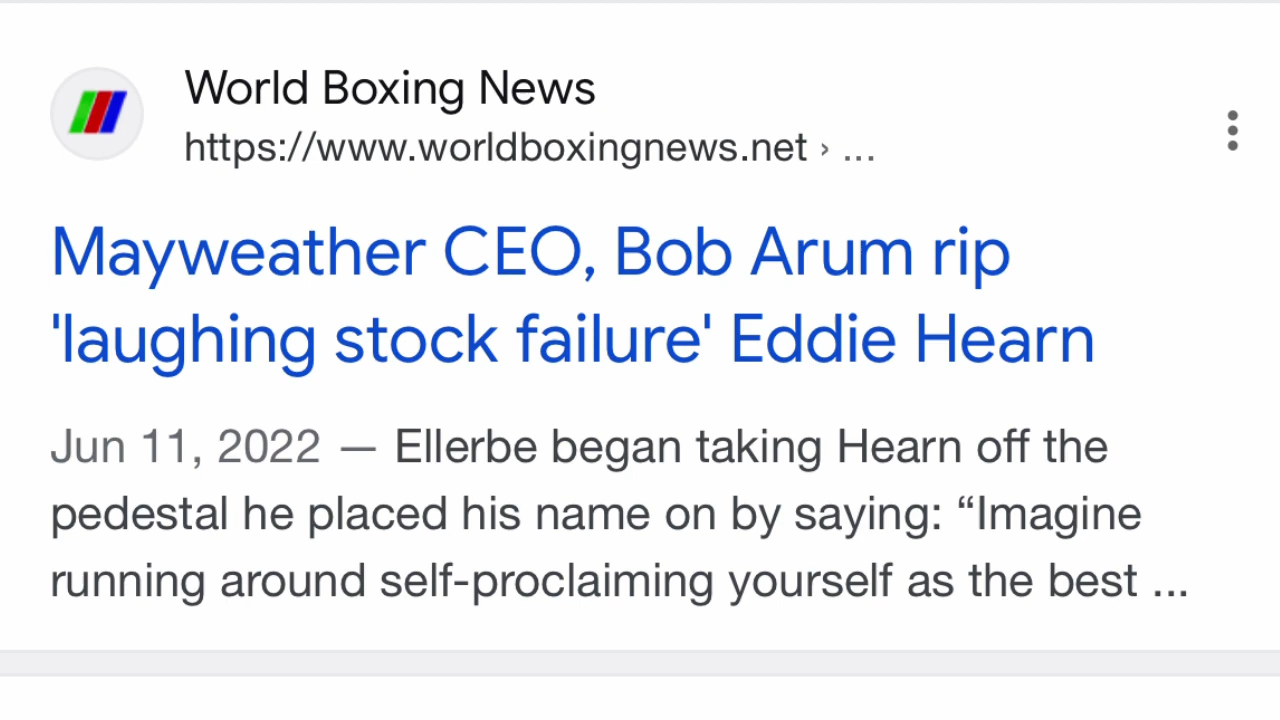 World Boxing News
https://www.worldboxingnews.net › ...
Mayweather CEO, Bob Arum rip
'laughing stock failure' Eddie Hearn
Jun 11, 2022 — Ellerbe began taking Hearn off the
pedestal he placed his name on by saying: “Imagine
running around self-proclaiming yourself as the best ...